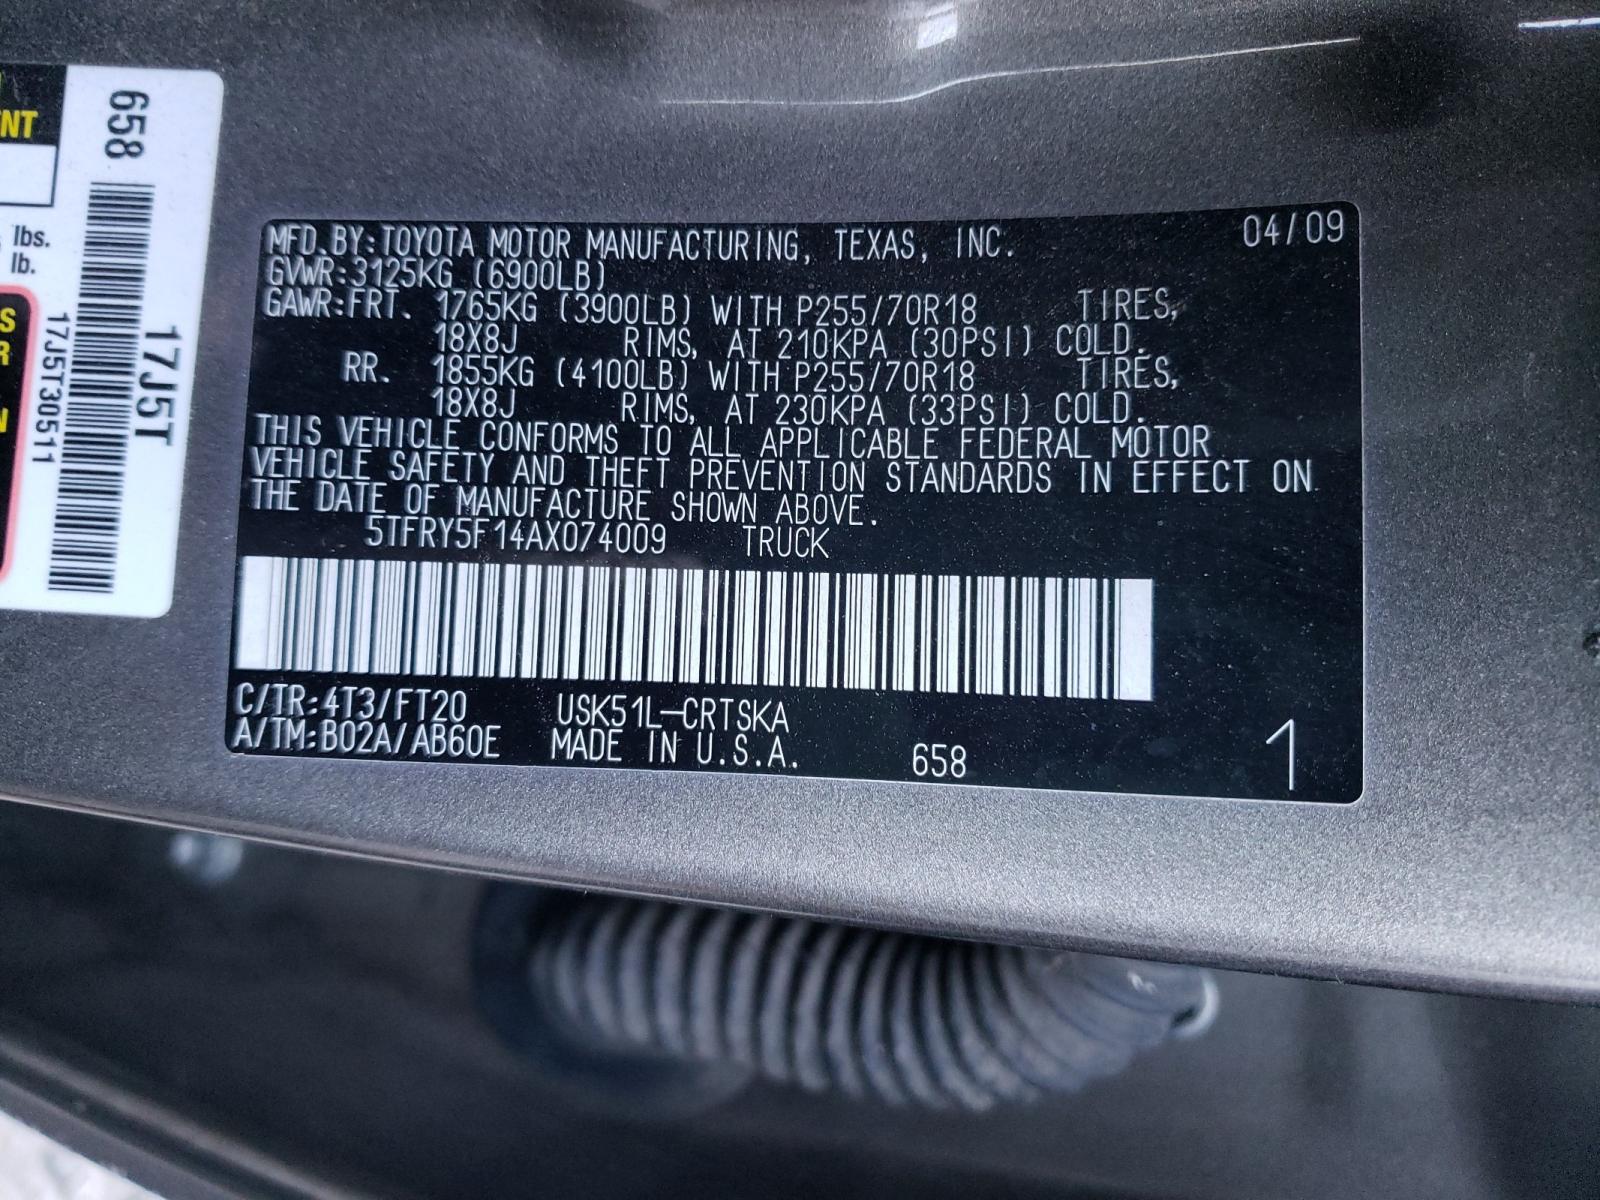 MFD.BY:TOYOTA MOTOR MANUFACTURING, TEXAS, INC. 04/09
GVWR:3125KG (6900LB)
GAWR:FRT. 1765KG (3900LB) WITH P255/70R18 TIRES,
18X8J RIMS, AT 210KPA (30PSI) COLD.
RR. 1855KG (4100LB) WITH P255/70R18 TIRES,
18X8J RIMS, AT 230KPA (33PSI) COLD.
THIS VEHICLE CONFORMS TO ALL APPLICABLE FEDERAL MOTOR
VEHICLE SAFETY AND THEFT PREVENTION STANDARDS IN EFFECT ON
THE DATE OF MANUFACTURE SHOWN ABOVE.
5TFRY5F14AX074009 TRUCK
C/TR:4T3/FT20 USK51L-CRTSKA
A/TM:B02A/AB60E MADE IN U.S.A. 658 1
658
17J5T
17J5T30511
lbs.
lb.